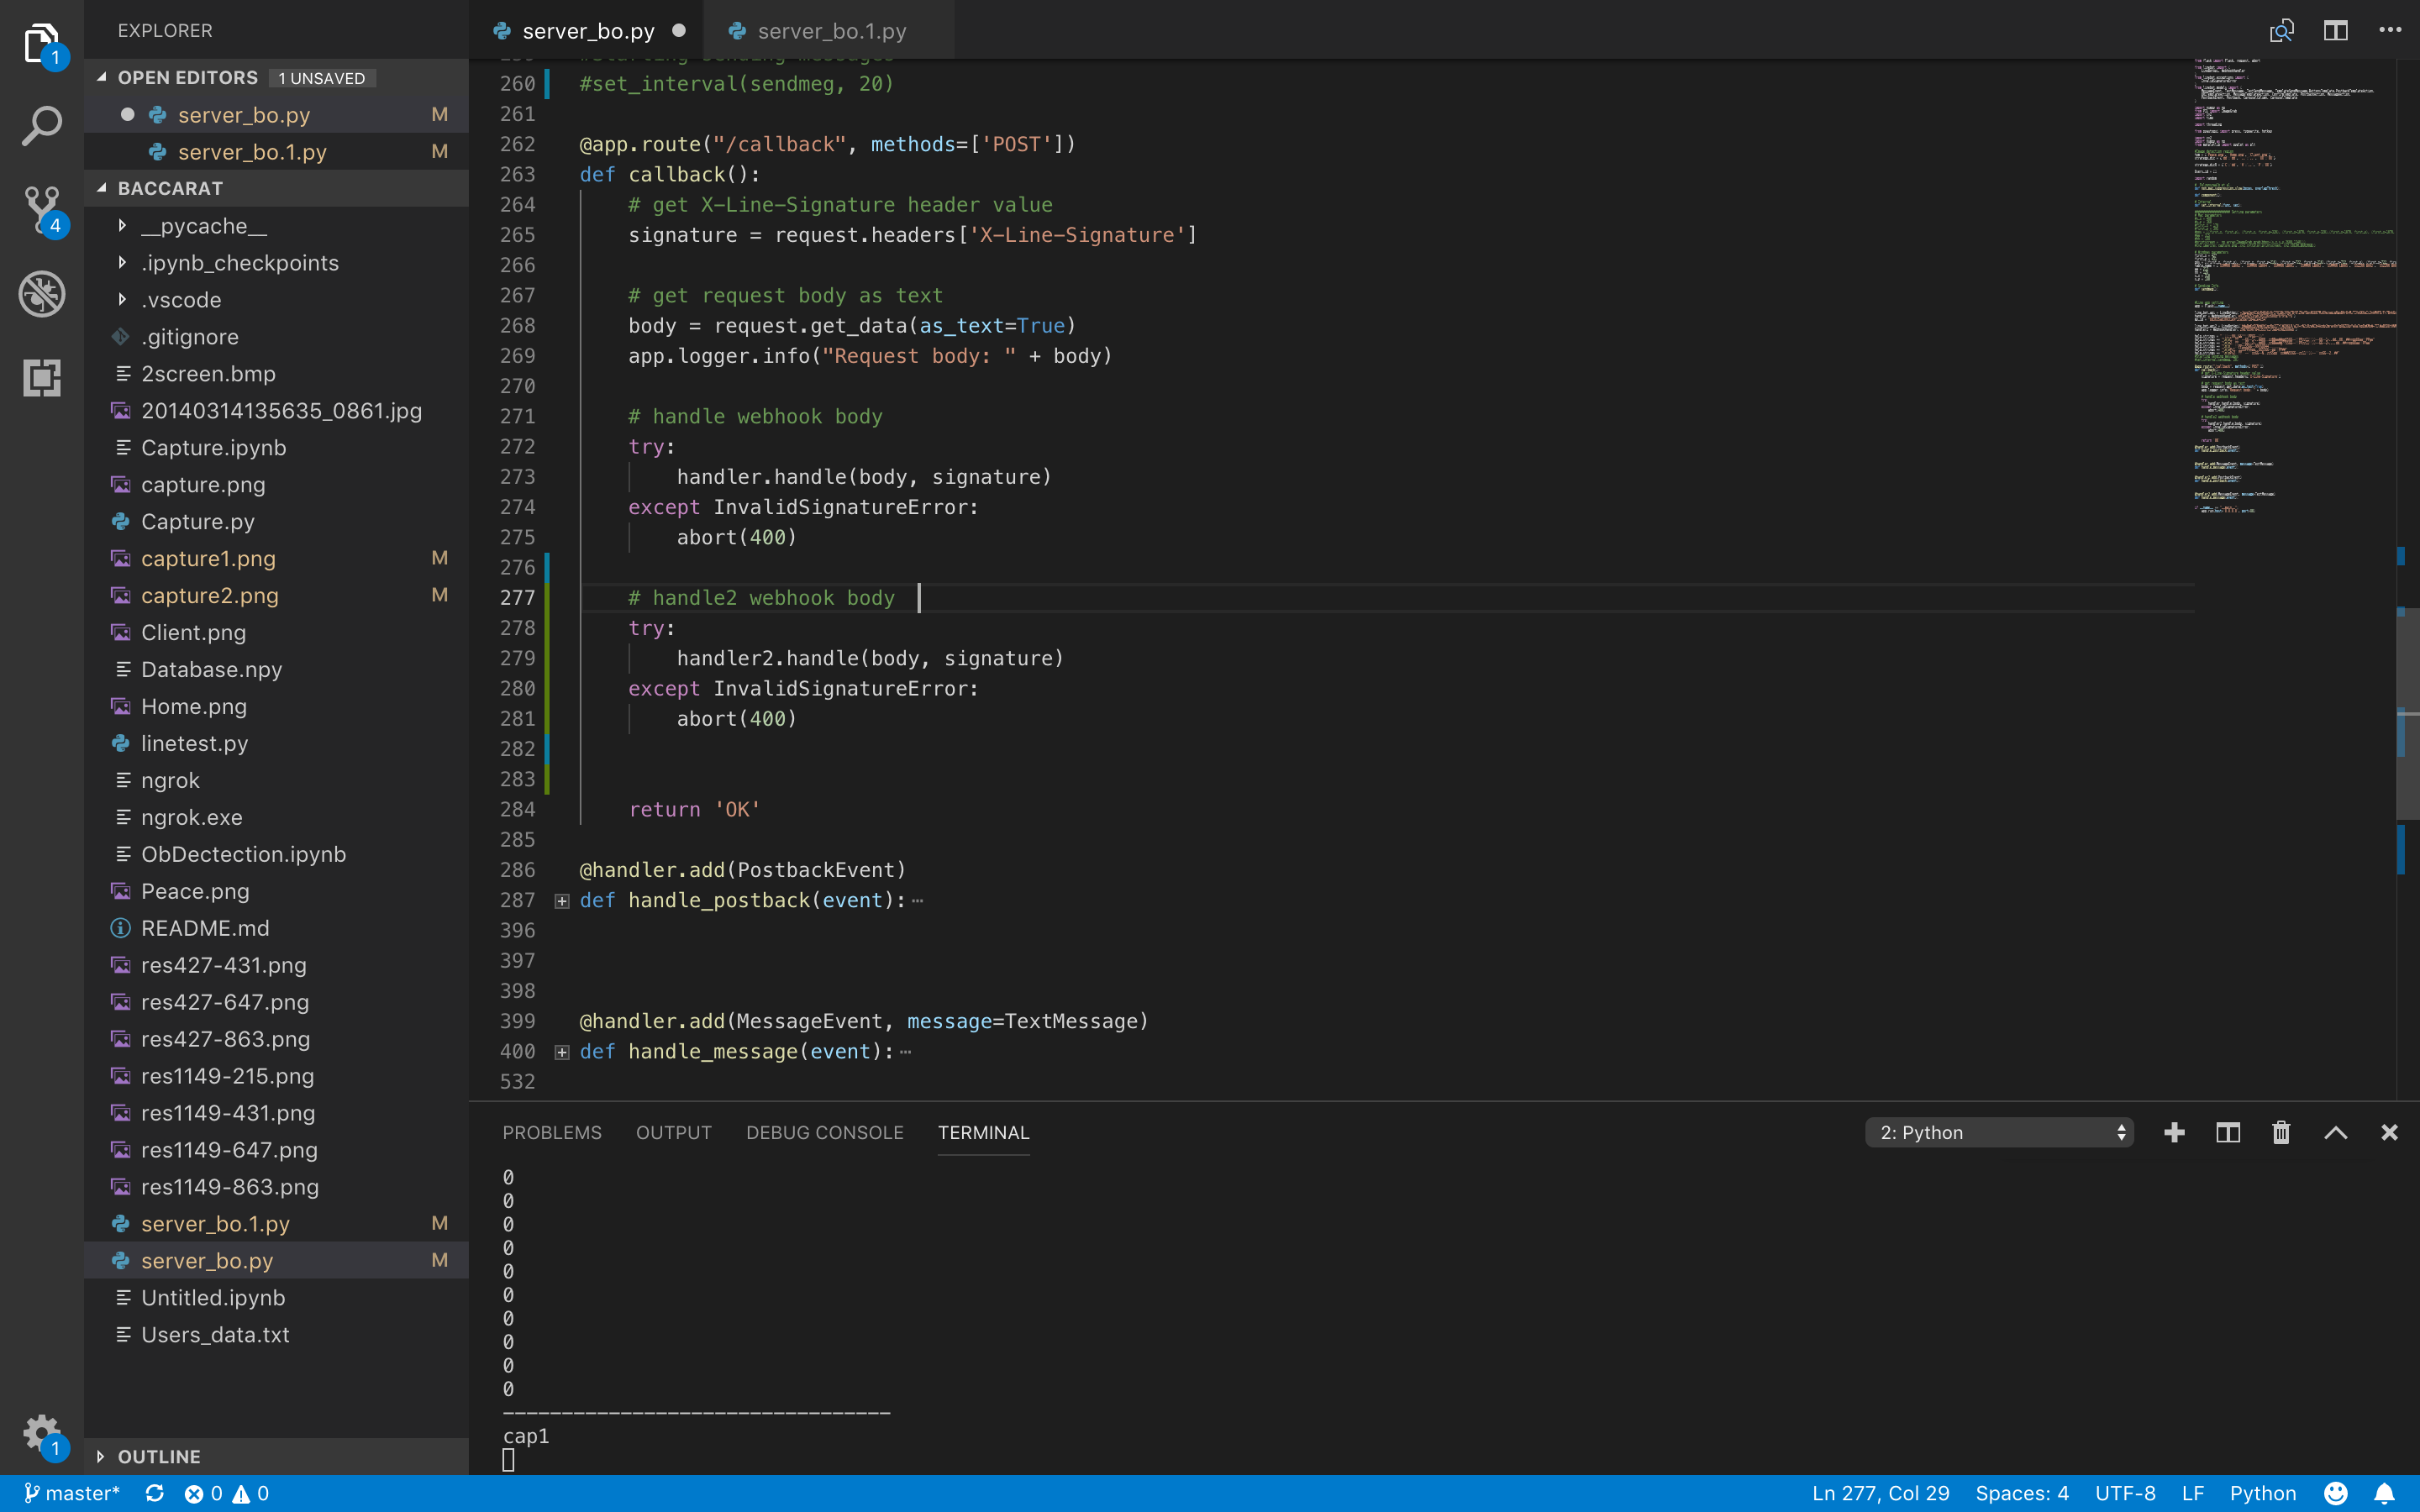 EXPLORER
OPEN EDITORS 1 UNSAVED
server_bo.py M
server_bo.1.py M
BACCARAT
__pycache__
.ipynb_checkpoints
.vscode
.gitignore
2screen.bmp
20140314135635_0861.jpg
Capture.ipynb
capture.png
Capture.py
capture1.png M
capture2.png M
Client.png
Database.npy
Home.png
linetest.py
ngrok
ngrok.exe
ObDectection.ipynb
Peace.png
README.md
res427-431.png
res427-647.png
res427-863.png
res1149-215.png
res1149-431.png
res1149-647.png
res1149-863.png
server_bo.1.py M
server_bo.py M
Untitled.ipynb
Users_data.txt
OUTLINE
1
4
1
server_bo.py
server_bo.1.py
260 #set_interval(sendmeg, 20)
261
262 @app.route("/callback", methods=['POST'])
263 def callback():
264 # get X-Line-Signature header value
265 signature = request.headers['X-Line-Signature']
266
267 # get request body as text
268 body = request.get_data(as_text=True)
269 app.logger.info("Request body: " + body)
270
271 # handle webhook body
272 try:
273 handler.handle(body, signature)
274 except InvalidSignatureError:
275 abort(400)
276
277 # handle2 webhook body
278 try:
279 handler2.handle(body, signature)
280 except InvalidSignatureError:
281 abort(400)
282
283
284 return 'OK'
285
286 @handler.add(PostbackEvent)
287 def handle_postback(event):…
396
397
398
399 @handler.add(MessageEvent, message=TextMessage)
400 def handle_message(event):…
532
PROBLEMS OUTPUT DEBUG CONSOLE TERMINAL 2: Python
0
0
0
0
0
0
0
0
0
0
---------------------------------
cap1
master* 0 0 Ln 277, Col 29 Spaces: 4 UTF-8 LF Python